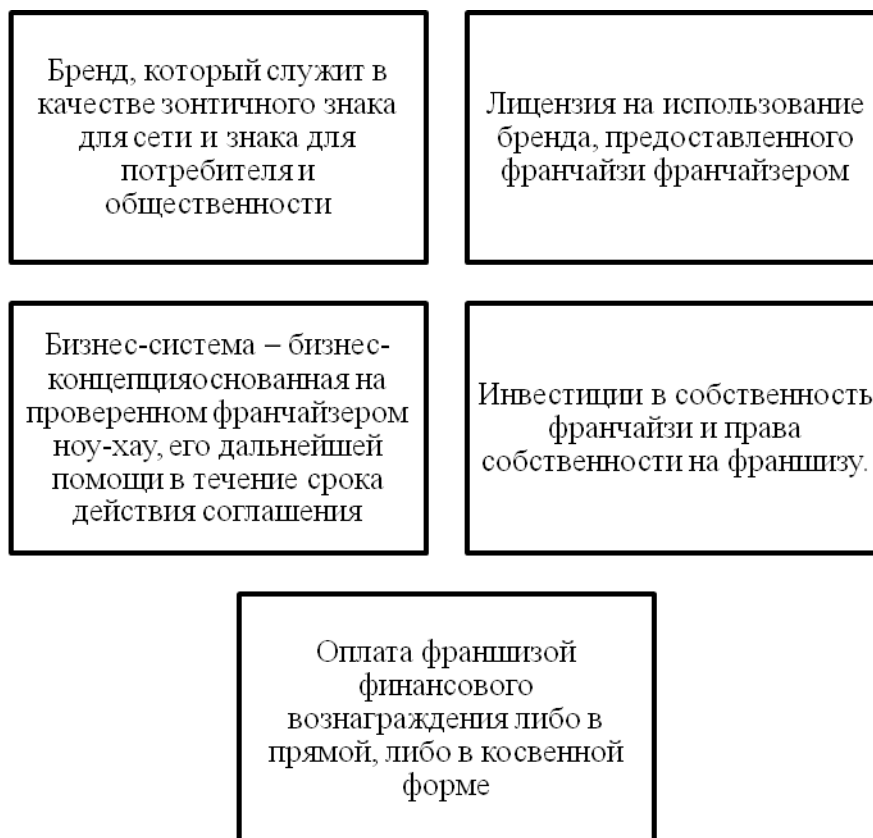 Бренд, который служит в
качестве зонтичного знака
для сети и знака для
потребителя и
общественности
Лицензия на использование
бренда, предоставленного
франчайзи франчайзером
Бизнес-система – бизнес-
концепцияоснованная на
проверенном франчайзером
ноу-хау, его дальнейшей
помощи в течение срока
действия соглашения
Инвестиции в собственность
франчайзи и права
собственности на франшизу.
Оплата франшизой
финансового
вознаграждения либо в
прямой, либо в косвенной
форме